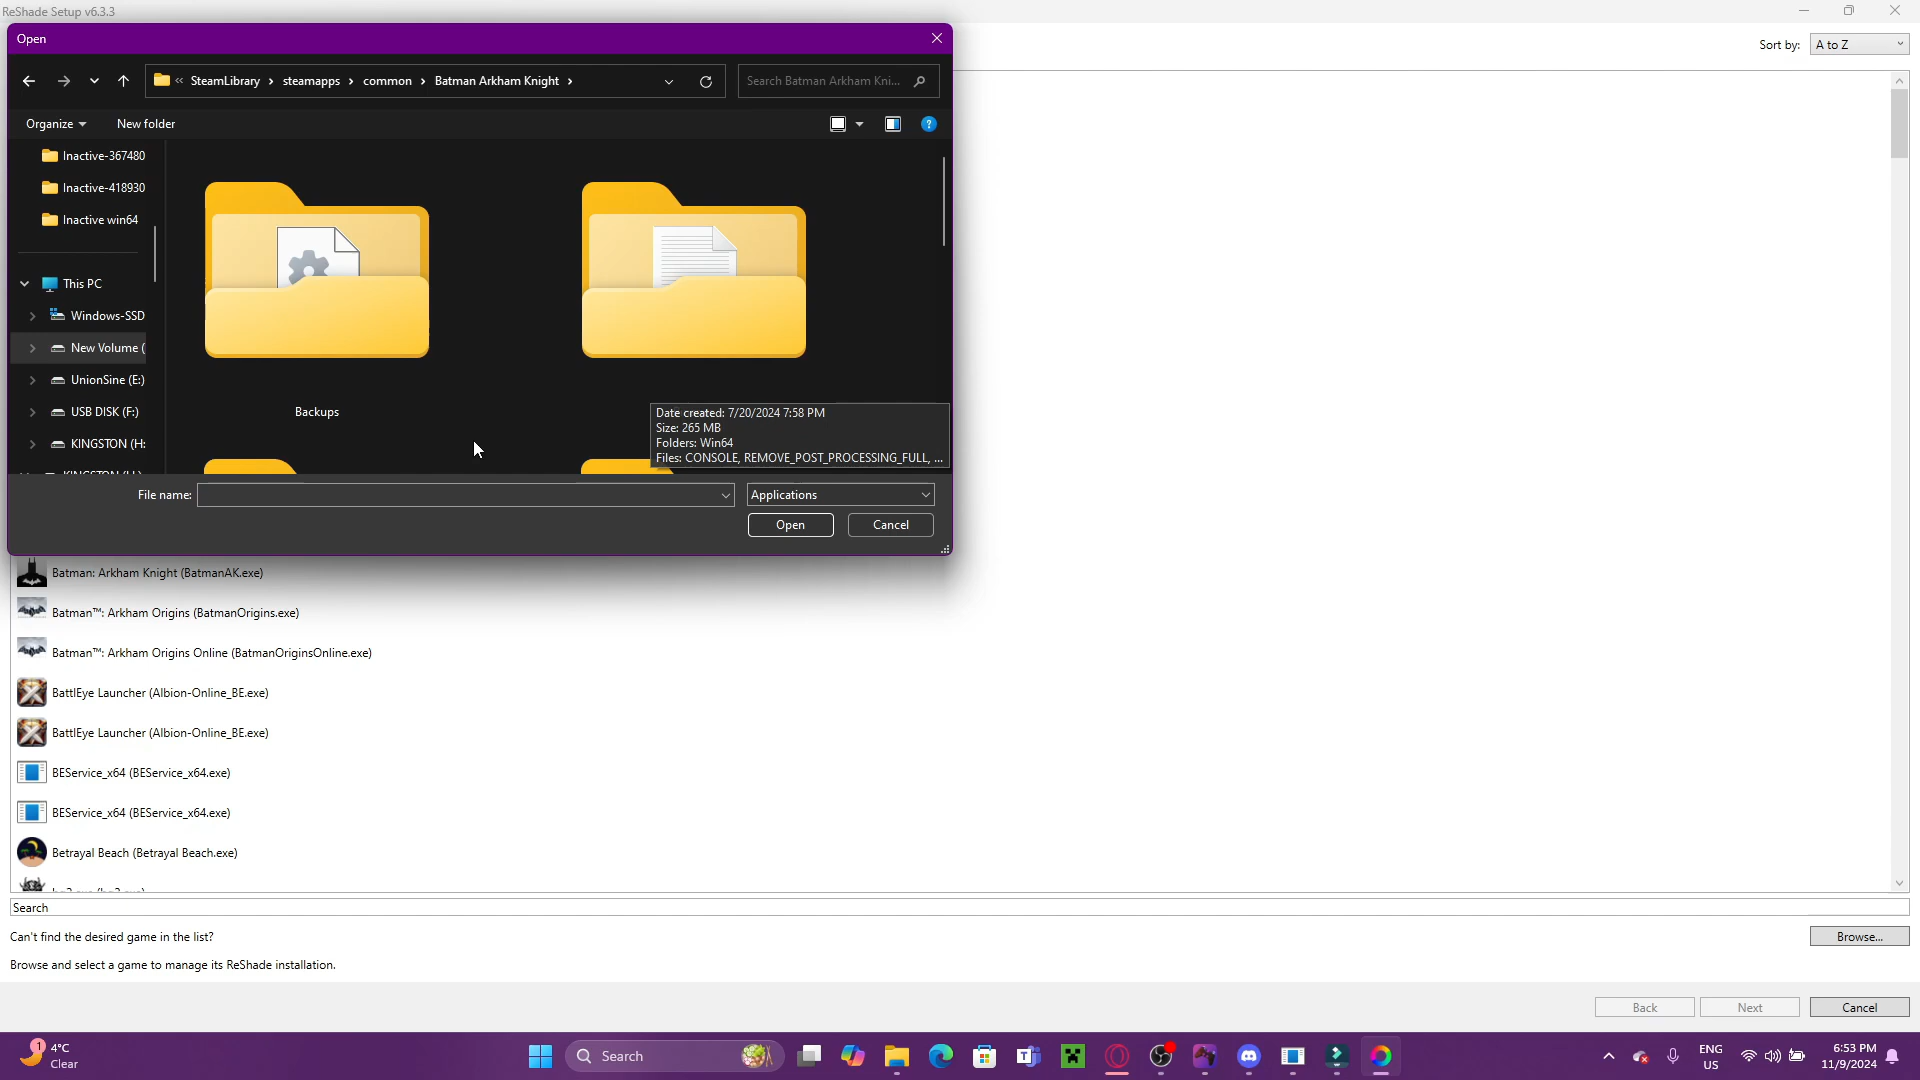 ReShade Setup v6.3.3
Open
SteamLibrary › steamapps › common › Batman Arkham Knight ›
Search Batman Arkham Kni...
Sort by:
A to Z
Organize
New folder
Inactive-367480
Inactive-418930
Inactive win64
This PC
Windows-SSD
New Volume (
UnionSine (E:)
USB DISK (F:)
KINGSTON (H:
Backups
Date created: 7/20/2024 7:58 PM
Size: 265 MB
Folders: Win64
Files: CONSOLE, REMOVE_POST_PROCESSING_FULL, ...
File name:
Applications
Open
Cancel
Batman: Arkham Knight (BatmanAK.exe)
Batman™: Arkham Origins (BatmanOrigins.exe)
Batman™: Arkham Origins Online (BatmanOriginsOnline.exe)
BattlEye Launcher (Albion-Online_BE.exe)
BattlEye Launcher (Albion-Online_BE.exe)
BEService_x64 (BEService_x64.exe)
BEService_x64 (BEService_x64.exe)
Betrayal Beach (Betrayal Beach.exe)
Search
Can't find the desired game in the list?
Browse...
Browse and select a game to manage its ReShade installation.
Back
Next
Cancel
1
4°C
Clear
Search
ENG
US
6:53 PM
11/9/2024